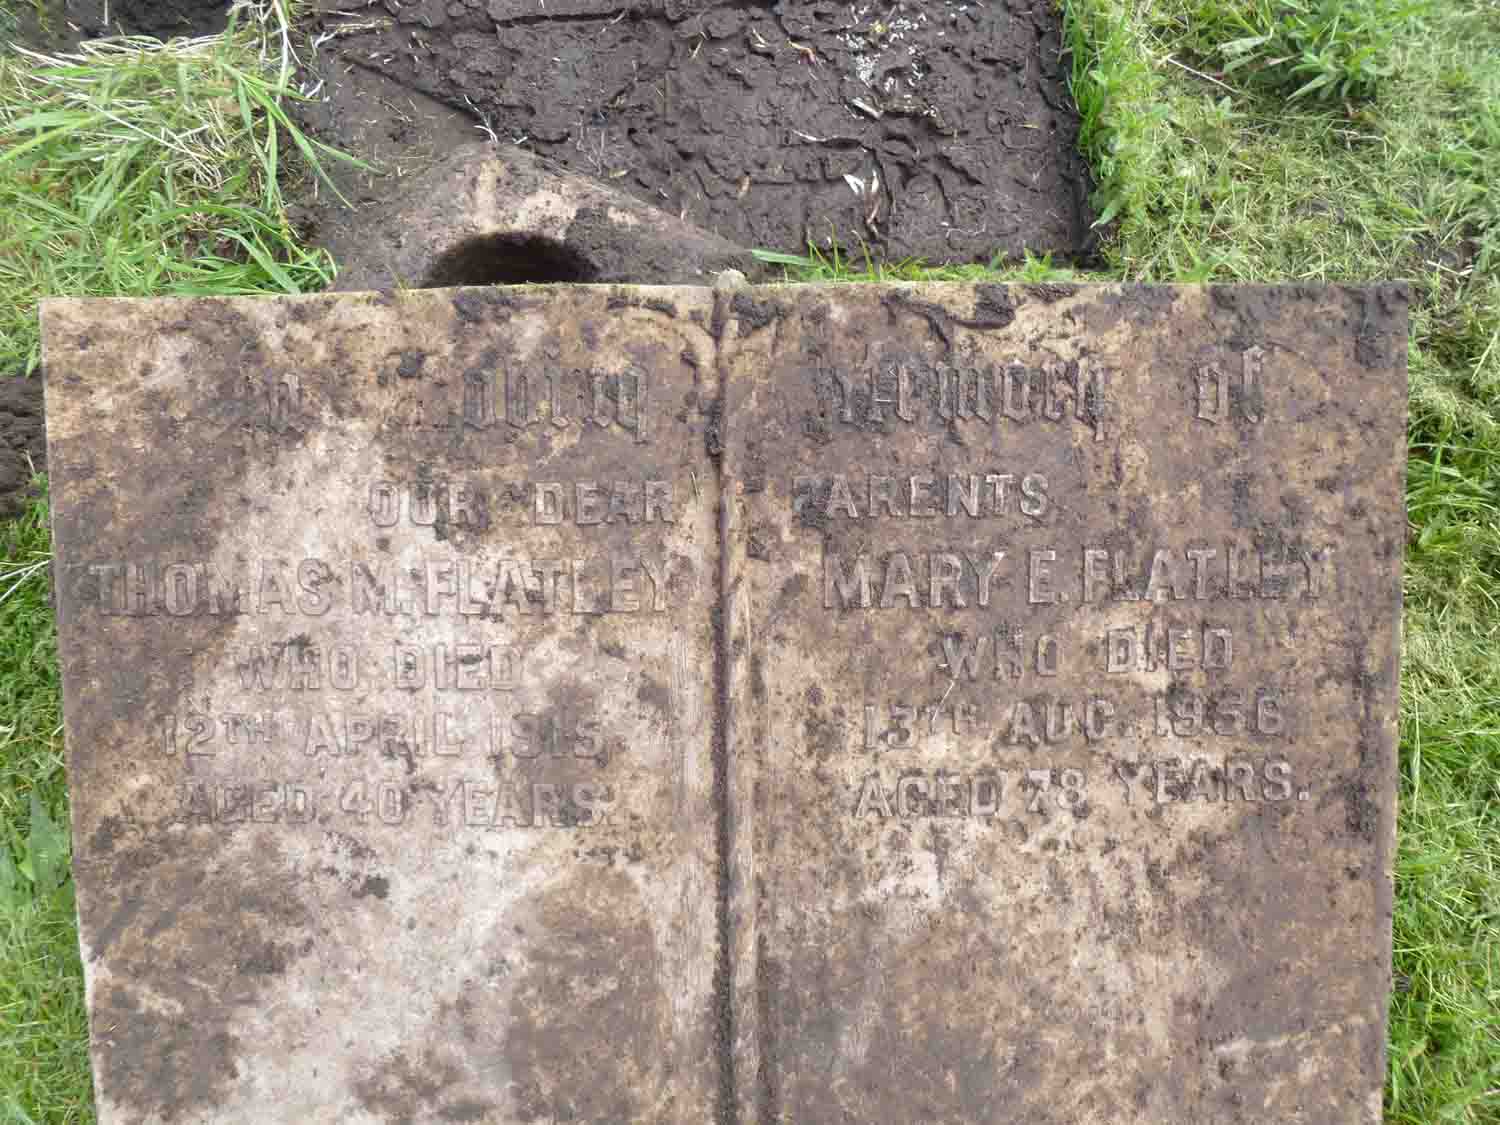 In Loving Memory of
OUR DEAR PARENTS
THOMAS M. FLATLEY
WHO DIED
12TH APRIL 1915
AGED 40 YEARS.
MARY E. FLATLEY
WHO DIED
13TH AUG. 1956
AGED 78 YEARS.